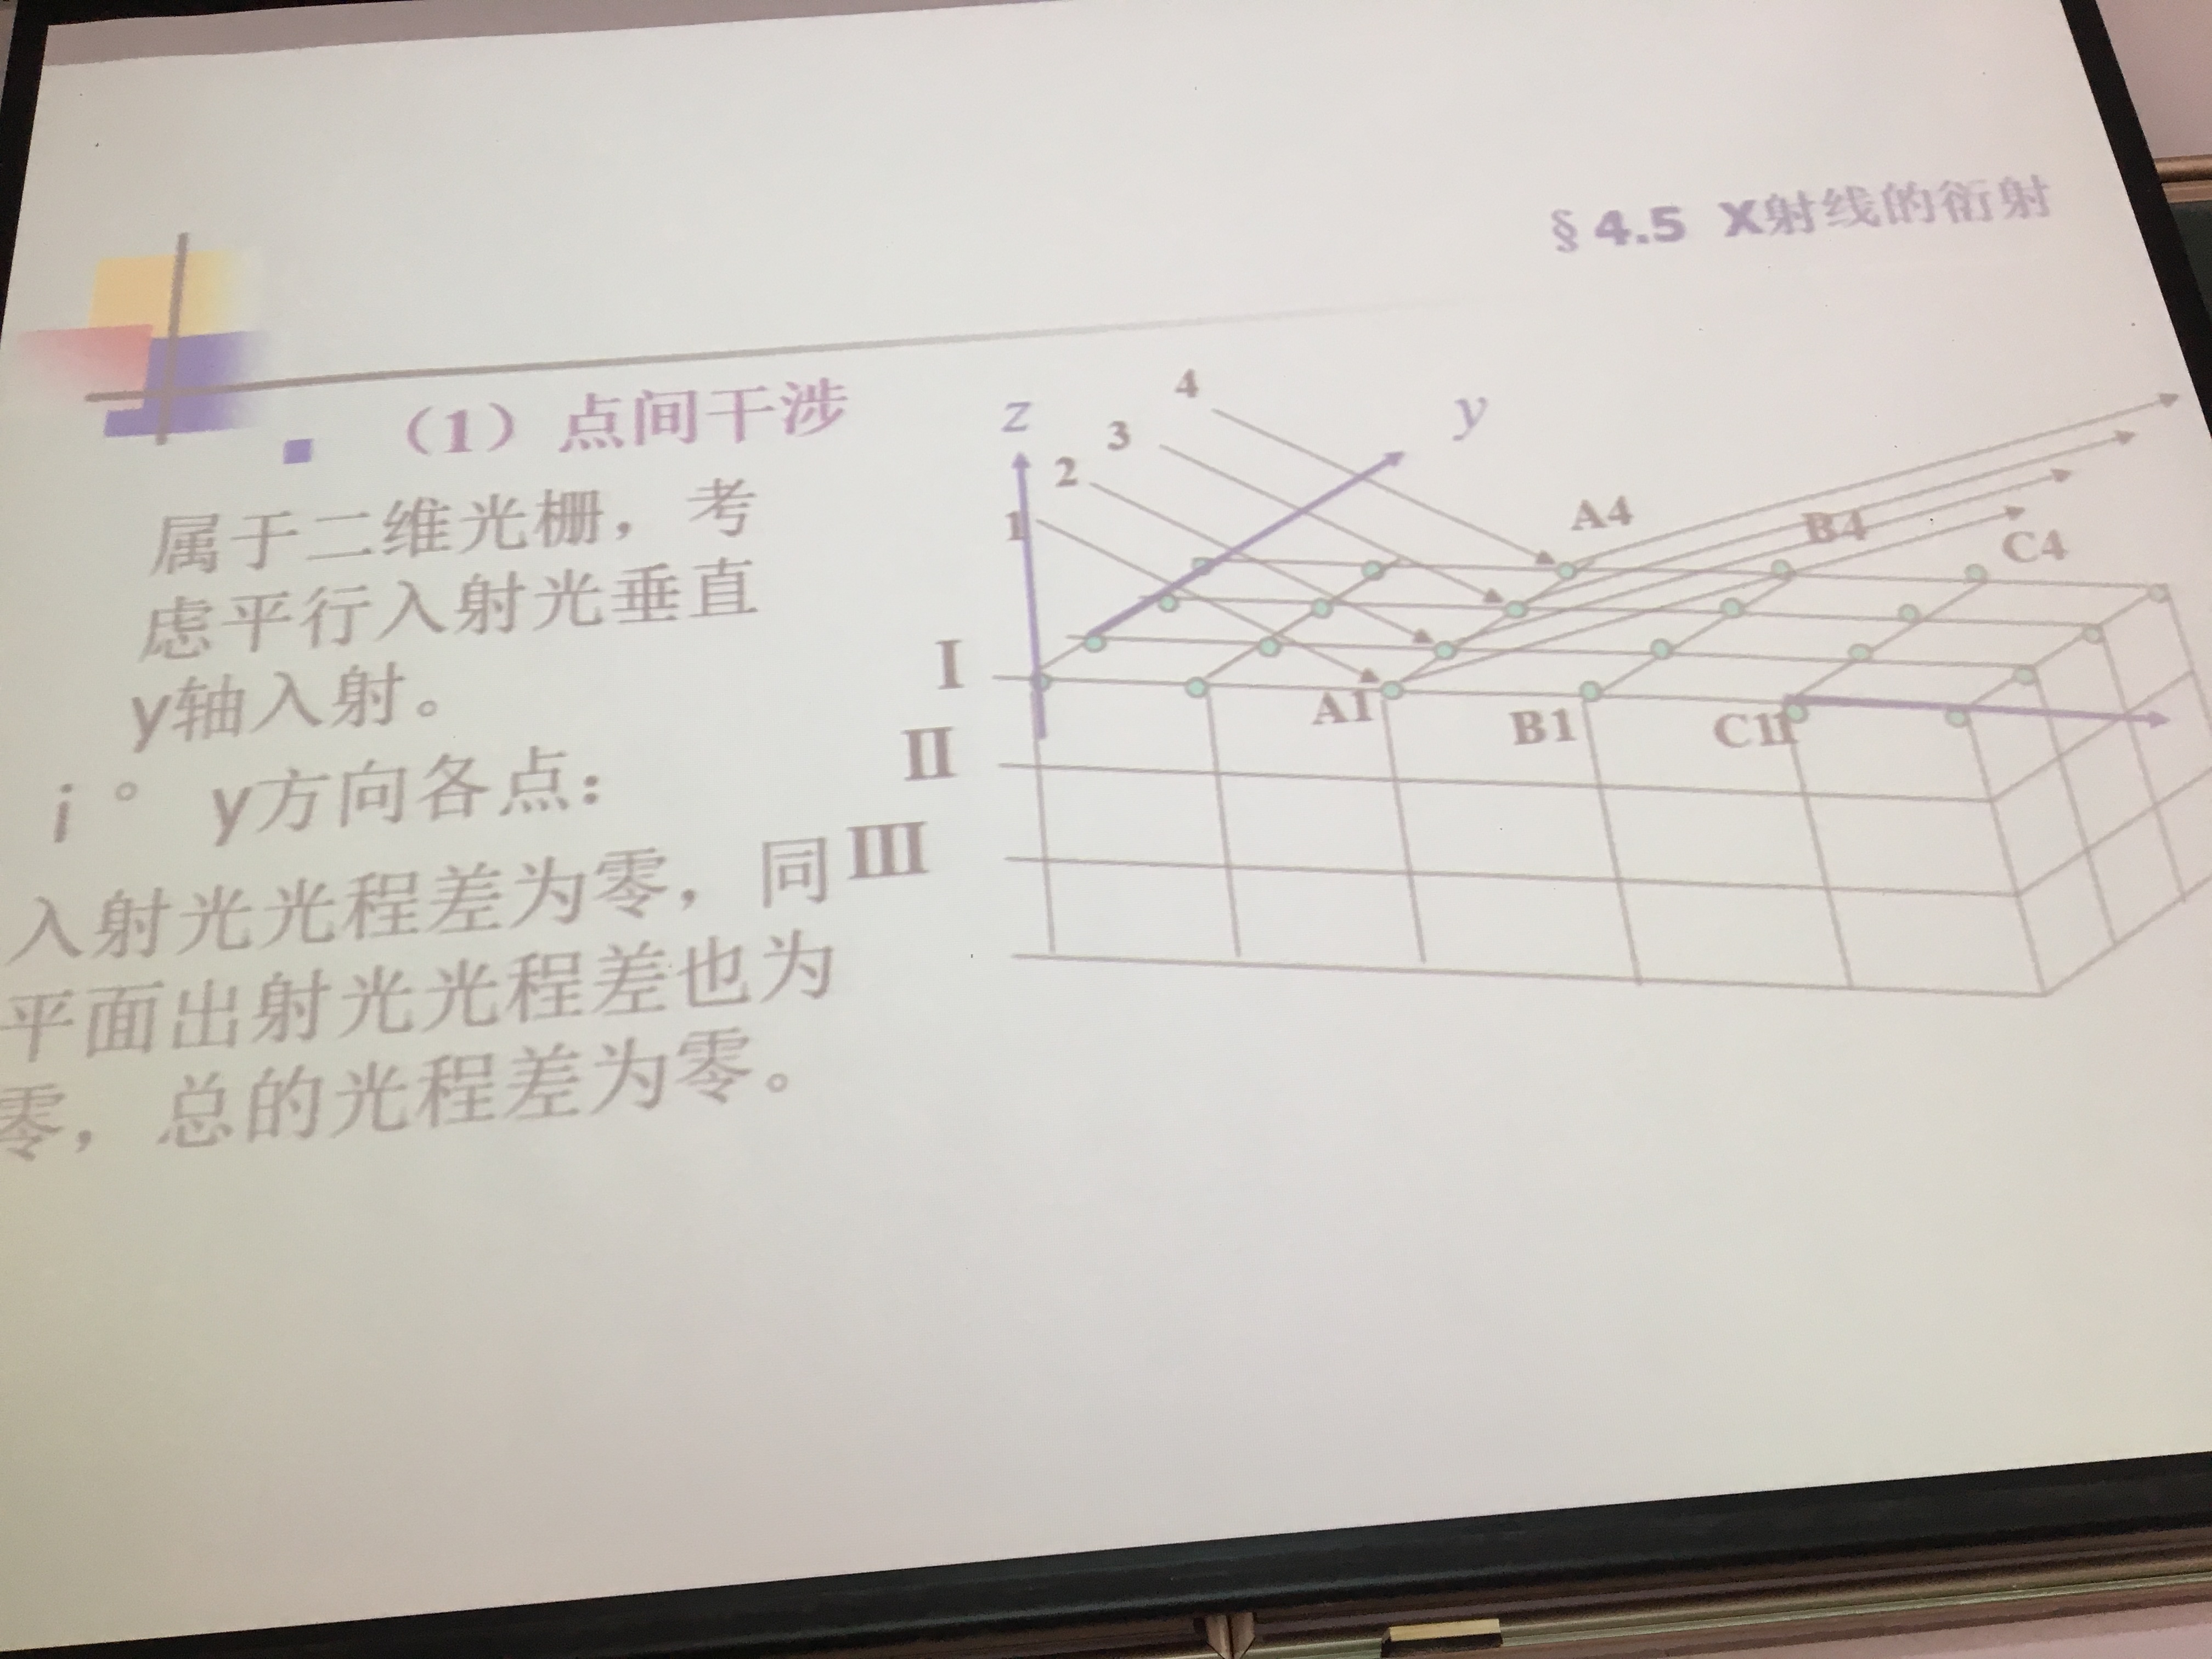 §4.5 X射线的衍射
（1）点间干涉
属于二维光栅，考
虑平行入射光垂直
y轴入射。
i° y方向各点：
入射光光程差为零，同
平面出射光光程差也为
零，总的光程差为零。
z
y
4
3
2
1
A4
B4
C4
I
A1
B1
C1
II
III